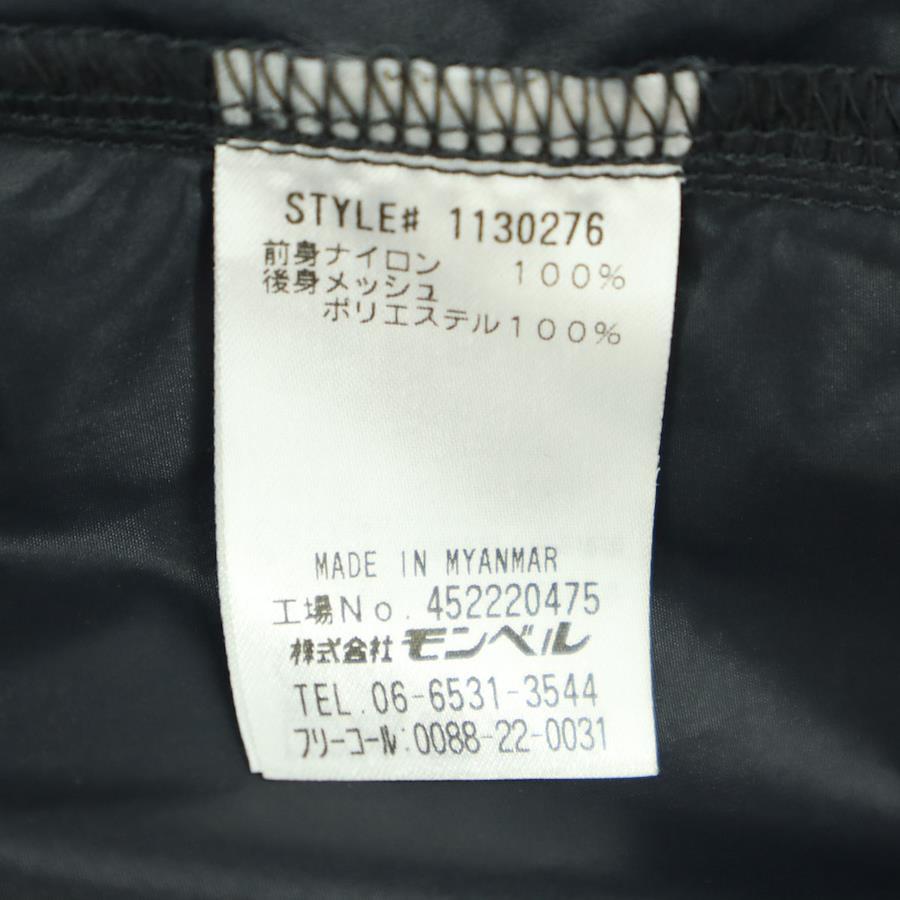 STYLE# 1130276
前身ナイロン 100%
後身メッシュ
ポリエステル100%
MADE IN MYANMAR
工場No. 452220475
株式会社モンベル
TEL.06-6531-3544
フリーコール:0088-22-0031